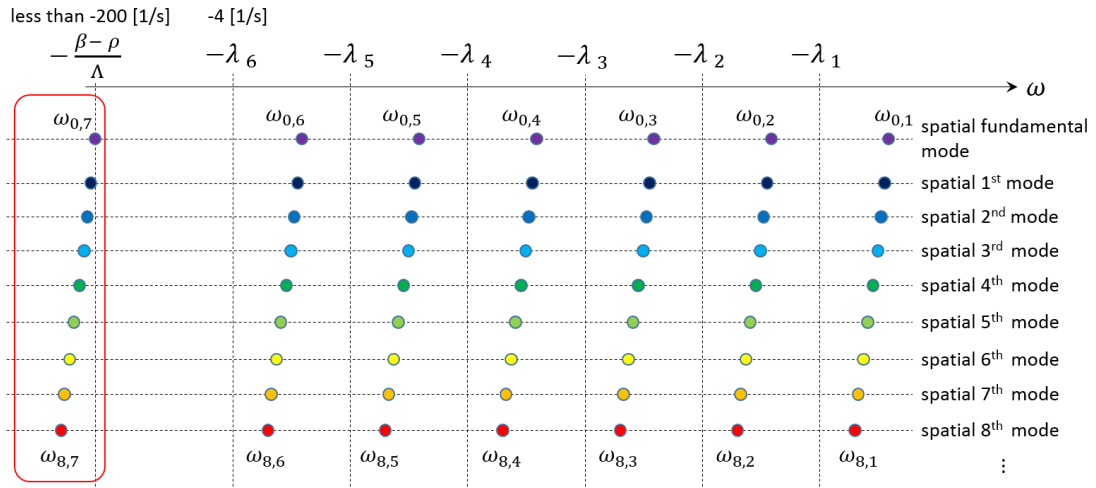 less than -200 [1/s] -4 [1/s]
− (β − ρ)/Λ −λ₆ −λ₅ −λ₄ −λ₃ −λ₂ −λ₁
ω
ω₀,₇ ω₀,₆ ω₀,₅ ω₀,₄ ω₀,₃ ω₀,₂ ω₀,₁
spatial fundamental
mode
spatial 1ˢᵗ mode
spatial 2ⁿᵈ mode
spatial 3ʳᵈ mode
spatial 4ᵗʰ mode
spatial 5ᵗʰ mode
spatial 6ᵗʰ mode
spatial 7ᵗʰ mode
spatial 8ᵗʰ mode
ω₈,₇ ω₈,₆ ω₈,₅ ω₈,₄ ω₈,₃ ω₈,₂ ω₈,₁
⋮